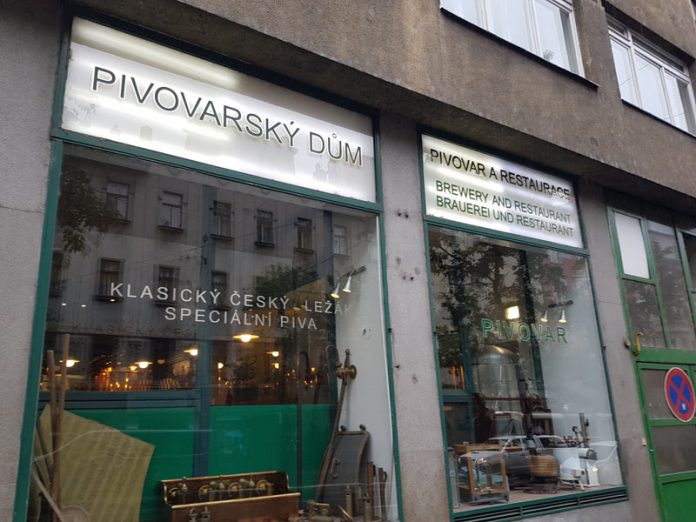 PIVOVARSKÝ DŮM
PIVOVAR A RESTAURACE
BREWERY AND RESTAURANT
BRAUEREI UND RESTAURANT
KLASICKÝ ČESKÝ LEŽÁK
SPECIÁLNÍ PIVA
PIVOVAR